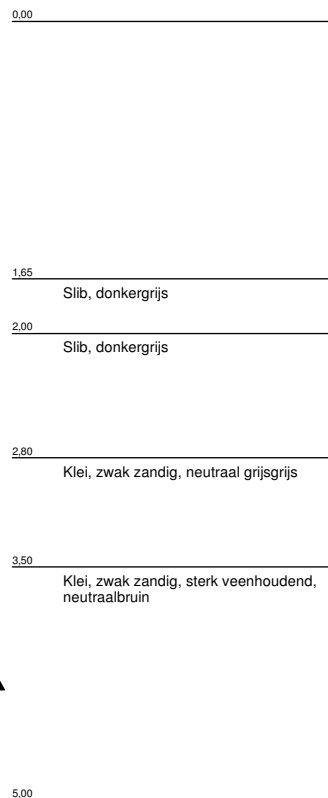 0,00
1,65
Slib, donkergrijs
2,00
Slib, donkergrijs
2,80
Klei, zwak zandig, neutraal grijsgrijs
3,50
Klei, zwak zandig, sterk veenhoudend,
neutraalbruin
5,00